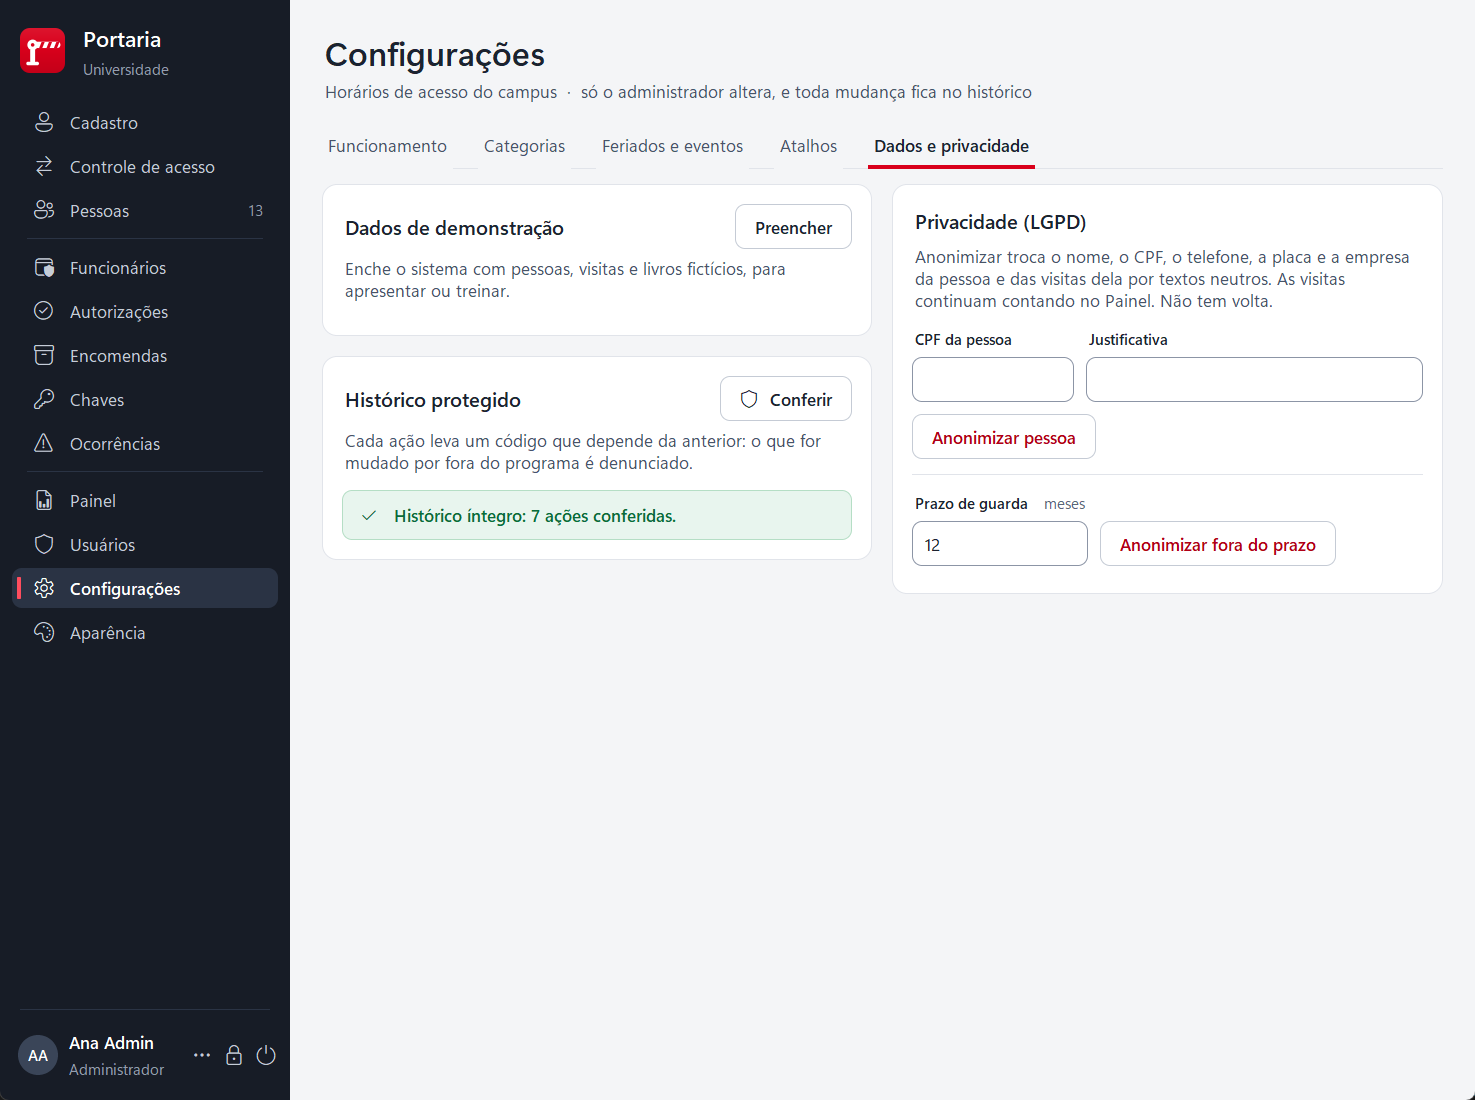 Portaria
Universidade
Cadastro
Controle de acesso
Pessoas 13
Funcionários
Autorizações
Encomendas
Chaves
Ocorrências
Painel
Usuários
Configurações
Aparência
AA
Ana Admin
Administrador
Configurações
Horários de acesso do campus · só o administrador altera, e toda mudança fica no histórico
Funcionamento Categorias Feriados e eventos Atalhos Dados e privacidade
Dados de demonstração
Preencher
Enche o sistema com pessoas, visitas e livros fictícios, para
apresentar ou treinar.
Histórico protegido
Conferir
Cada ação leva um código que depende da anterior: o que for
mudado por fora do programa é denunciado.
Histórico íntegro: 7 ações conferidas.
Privacidade (LGPD)
Anonimizar troca o nome, o CPF, o telefone, a placa e a empresa
da pessoa e das visitas dela por textos neutros. As visitas
continuam contando no Painel. Não tem volta.
CPF da pessoa Justificativa
Anonimizar pessoa
Prazo de guarda meses
12
Anonimizar fora do prazo